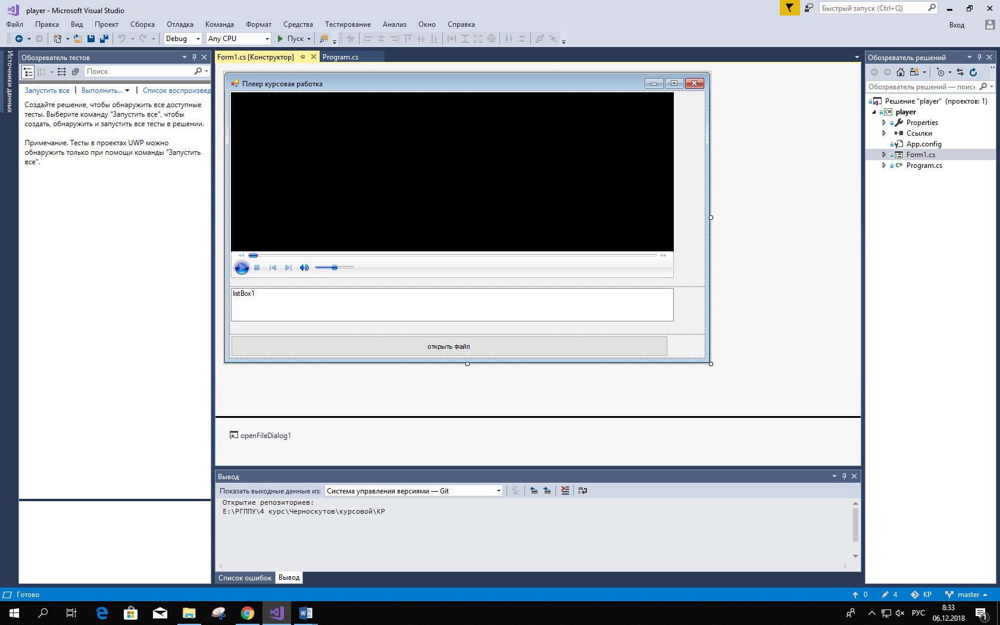 player - Microsoft Visual Studio
Быстрый запуск (Ctrl+Q)
Файл Правка Вид Проект Сборка Отладка Команда Формат Средства Тестирование Анализ Окно Справка
Вход
Debug Any CPU Пуск
Источники данных
Обозреватель тестов
Поиск
Запустить все | Выполнить... | Список воспроизвед
Создайте решение, чтобы обнаружить все доступные
тесты. Выберите команду "Запустить все", чтобы
создать, обнаружить и запустить все тесты в решении.
Примечание. Тесты в проектах UWP можно
обнаружить только при помощи команды "Запустить
все".
Form1.cs [Конструктор] Program.cs
Плеер курсовая работка
listBox1
открыть файл
openFileDialog1
Вывод
Показать выходные данные из: Система управления версиями — Git
Открытие репозиториев:
E:\РГППУ\4 курс\Черноскутов\курсовой\КР
Список ошибок Вывод
Обозреватель решений
Обозреватель решений — поиск
Решение "player" (проектов: 1)
player
Properties
Ссылки
App.config
Form1.cs
Program.cs
Готово
0 4 КР master
РУС
8:33
06.12.2018
1